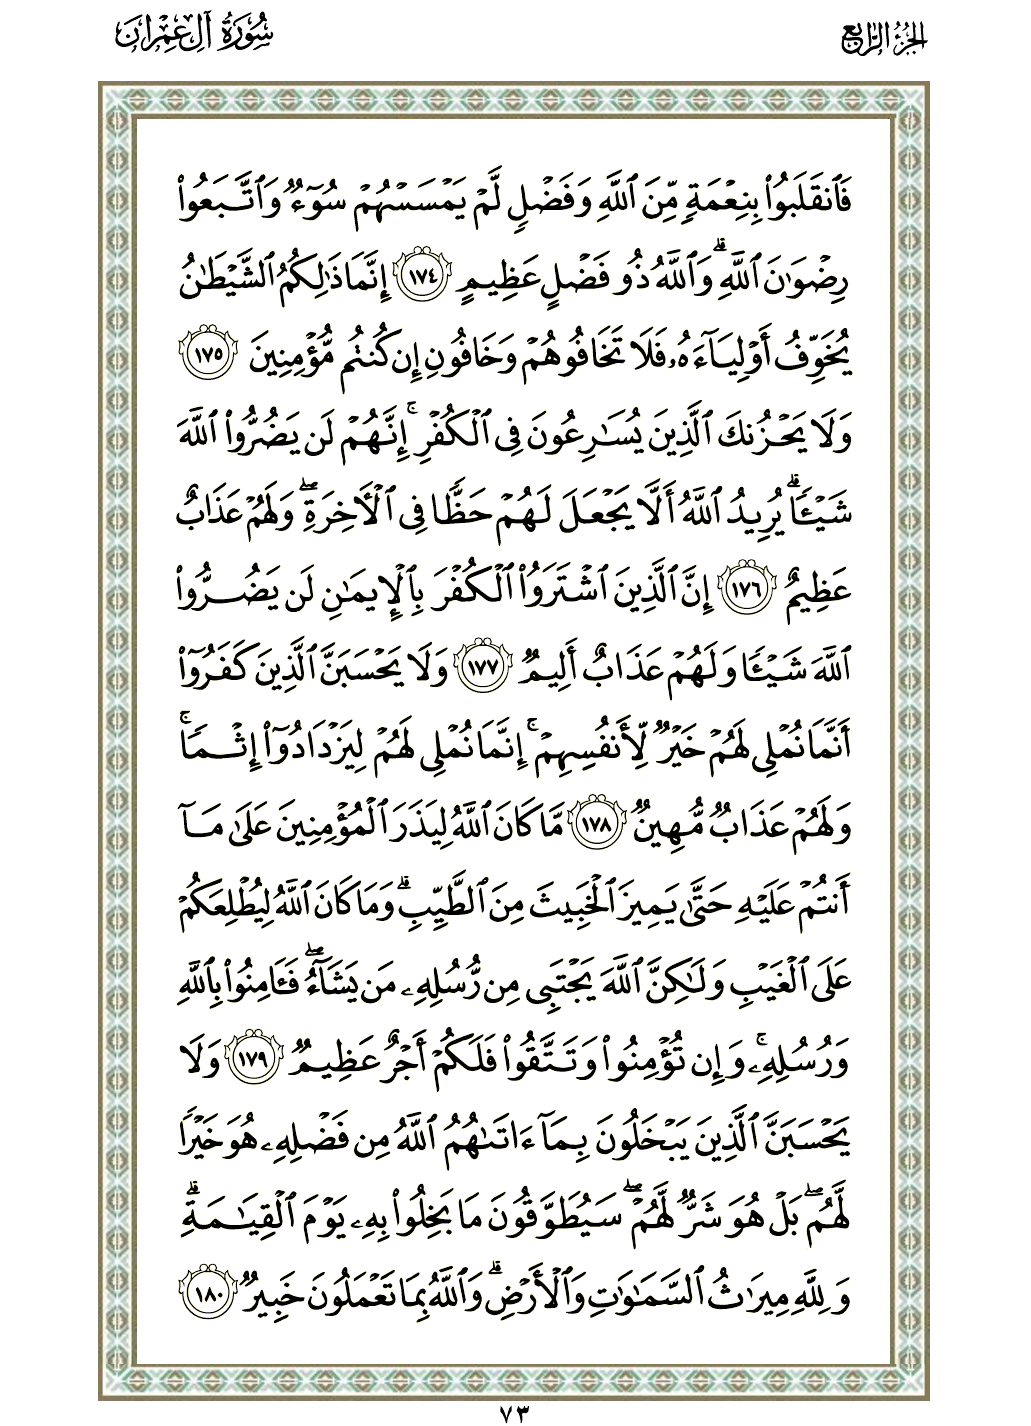 الجزء الرابع
سُورَةُ آلِ عِمْرَانَ
فَٱنقَلَبُوا۟ بِنِعْمَةٍ مِّنَ ٱللَّهِ وَفَضْلٍ لَّمْ يَمْسَسْهُمْ سُوٓءٌ وَٱتَّبَعُوا۟
رِضْوَٰنَ ٱللَّهِ ۗ وَٱللَّهُ ذُو فَضْلٍ عَظِيمٍ ١٧٤ إِنَّمَا ذَٰلِكُمُ ٱلشَّيْطَٰنُ
يُخَوِّفُ أَوْلِيَآءَهُۥ فَلَا تَخَافُوهُمْ وَخَافُونِ إِن كُنتُم مُّؤْمِنِينَ ١٧٥
وَلَا يَحْزُنكَ ٱلَّذِينَ يُسَٰرِعُونَ فِى ٱلْكُفْرِ ۚ إِنَّهُمْ لَن يَضُرُّوا۟ ٱللَّهَ
شَيْـًٔا ۗ يُرِيدُ ٱللَّهُ أَلَّا يَجْعَلَ لَهُمْ حَظًّا فِى ٱلْـَٔاخِرَةِ ۖ وَلَهُمْ عَذَابٌ
عَظِيمٌ ١٧٦ إِنَّ ٱلَّذِينَ ٱشْتَرَوُا۟ ٱلْكُفْرَ بِٱلْإِيمَٰنِ لَن يَضُرُّوا۟
ٱللَّهَ شَيْـًٔا وَلَهُمْ عَذَابٌ أَلِيمٌ ١٧٧ وَلَا يَحْسَبَنَّ ٱلَّذِينَ كَفَرُوٓا۟
أَنَّمَا نُمْلِى لَهُمْ خَيْرٌ لِّأَنفُسِهِمْ ۚ إِنَّمَا نُمْلِى لَهُمْ لِيَزْدَادُوٓا۟ إِثْمًا ۚ
وَلَهُمْ عَذَابٌ مُّهِينٌ ١٧٨ مَّا كَانَ ٱللَّهُ لِيَذَرَ ٱلْمُؤْمِنِينَ عَلَىٰ مَآ
أَنتُمْ عَلَيْهِ حَتَّىٰ يَمِيزَ ٱلْخَبِيثَ مِنَ ٱلطَّيِّبِ ۗ وَمَا كَانَ ٱللَّهُ لِيُطْلِعَكُمْ
عَلَى ٱلْغَيْبِ وَلَٰكِنَّ ٱللَّهَ يَجْتَبِى مِن رُّسُلِهِۦ مَن يَشَآءُ ۖ فَـَٔامِنُوا۟ بِٱللَّهِ
وَرُسُلِهِۦ ۚ وَإِن تُؤْمِنُوا۟ وَتَتَّقُوا۟ فَلَكُمْ أَجْرٌ عَظِيمٌ ١٧٩ وَلَا
يَحْسَبَنَّ ٱلَّذِينَ يَبْخَلُونَ بِمَآ ءَاتَىٰهُمُ ٱللَّهُ مِن فَضْلِهِۦ هُوَ خَيْرًا
لَّهُم ۖ بَلْ هُوَ شَرٌّ لَّهُمْ ۖ سَيُطَوَّقُونَ مَا بَخِلُوا۟ بِهِۦ يَوْمَ ٱلْقِيَٰمَةِ ۗ
وَلِلَّهِ مِيرَٰثُ ٱلسَّمَٰوَٰتِ وَٱلْأَرْضِ ۗ وَٱللَّهُ بِمَا تَعْمَلُونَ خَبِيرٌ ١٨٠
٧٣